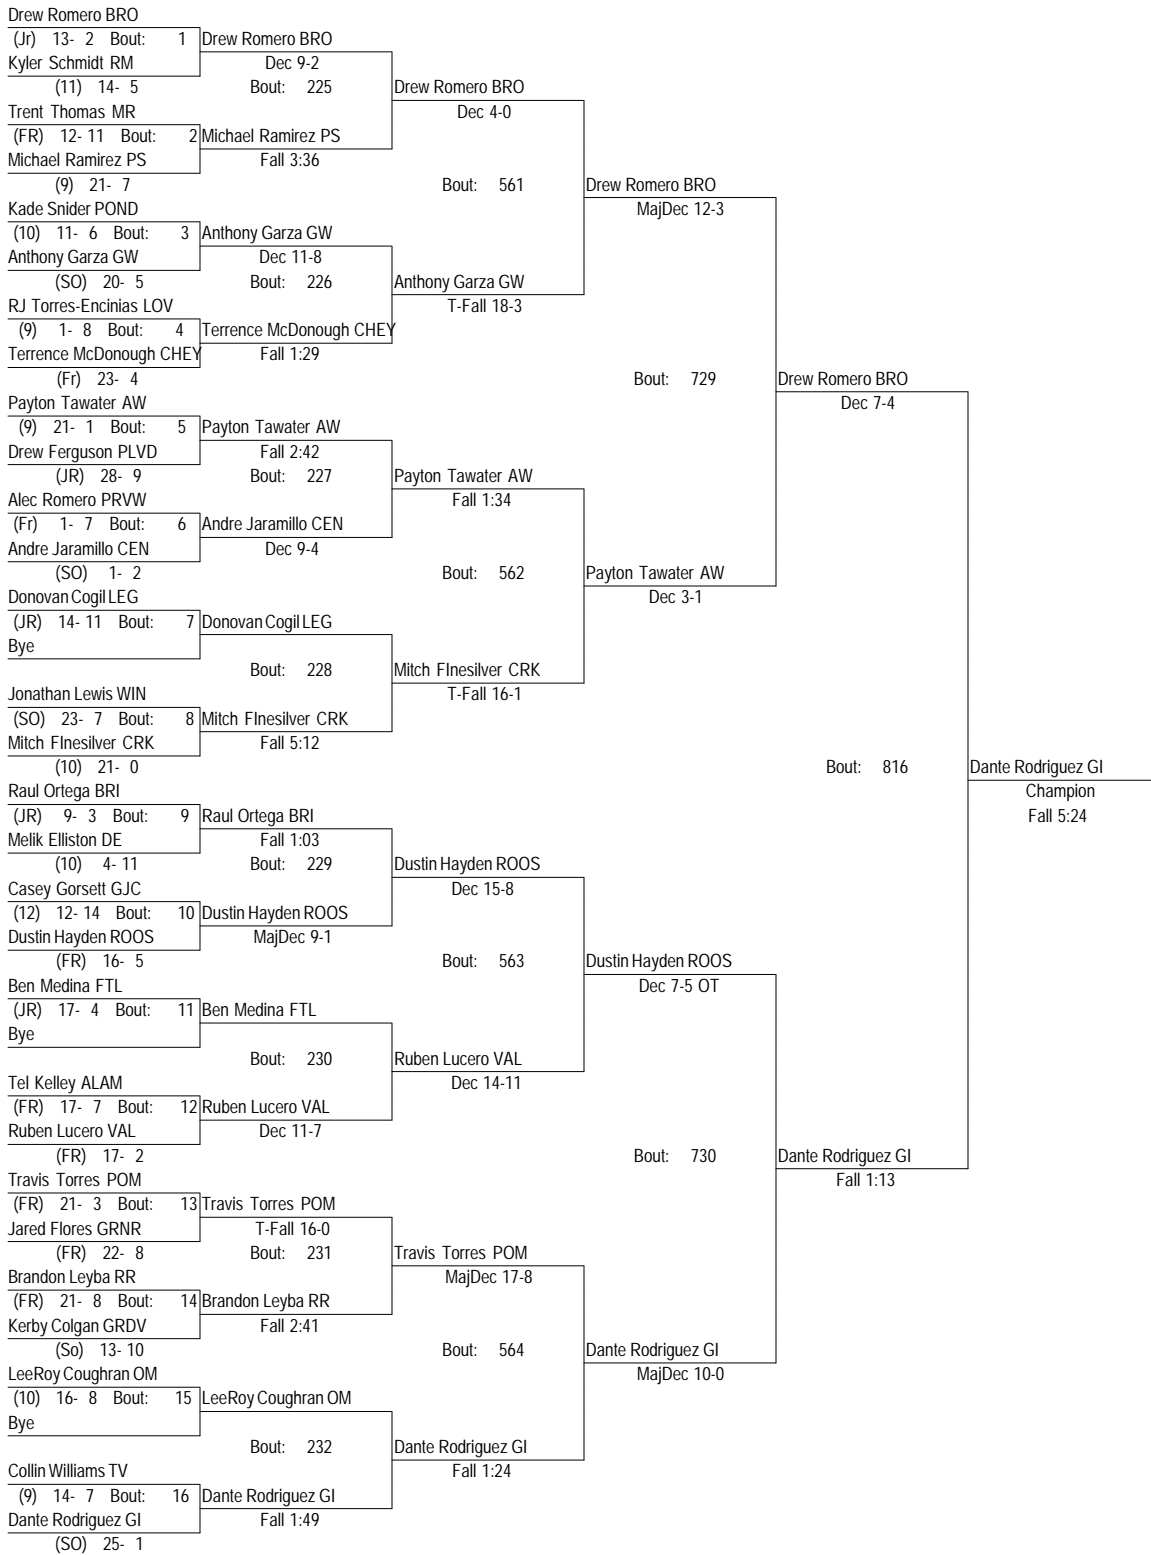 Drew Romero BRO
(Jr) 13- 2 Bout: 1 Drew Romero BRO
Kyler Schmidt RM Dec 9-2
(11) 14- 5 Bout: 225 Drew Romero BRO
Trent Thomas MR Dec 4-0
(FR) 12- 11 Bout: 2 Michael Ramirez PS
Michael Ramirez PS Fall 3:36
(9) 21- 7 Bout: 561 Drew Romero BRO
Kade Snider POND MajDec 12-3
(10) 11- 6 Bout: 3 Anthony Garza GW
Anthony Garza GW Dec 11-8
(SO) 20- 5 Bout: 226 Anthony Garza GW
RJ Torres-Encinias LOV T-Fall 18-3
(9) 1- 8 Bout: 4 Terrence McDonough CHEY
Terrence McDonough CHEY Fall 1:29
(Fr) 23- 4 Bout: 729 Drew Romero BRO
Payton Tawater AW Dec 7-4
(9) 21- 1 Bout: 5 Payton Tawater AW
Drew Ferguson PLVD Fall 2:42
(JR) 28- 9 Bout: 227 Payton Tawater AW
Alec Romero PRVW Fall 1:34
(Fr) 1- 7 Bout: 6 Andre Jaramillo CEN
Andre Jaramillo CEN Dec 9-4
(SO) 1- 2 Bout: 562 Payton Tawater AW
Donovan Cogil LEG Dec 3-1
(JR) 14- 11 Bout: 7 Donovan Cogil LEG
Bye
Bout: 228 Mitch FInesilver CRK
Jonathan Lewis WIN T-Fall 16-1
(SO) 23- 7 Bout: 8 Mitch FInesilver CRK
Mitch FInesilver CRK Fall 5:12
(10) 21- 0 Bout: 816 Dante Rodriguez GI
Raul Ortega BRI Champion
(JR) 9- 3 Bout: 9 Raul Ortega BRI Fall 5:24
Melik Elliston DE Fall 1:03
(10) 4- 11 Bout: 229 Dustin Hayden ROOS
Casey Gorsett GJC Dec 15-8
(12) 12- 14 Bout: 10 Dustin Hayden ROOS
Dustin Hayden ROOS MajDec 9-1
(FR) 16- 5 Bout: 563 Dustin Hayden ROOS
Ben Medina FTL Dec 7-5 OT
(JR) 17- 4 Bout: 11 Ben Medina FTL
Bye
Bout: 230 Ruben Lucero VAL
Tel Kelley ALAM Dec 14-11
(FR) 17- 7 Bout: 12 Ruben Lucero VAL
Ruben Lucero VAL Dec 11-7
(FR) 17- 2 Bout: 730 Dante Rodriguez GI
Travis Torres POM Fall 1:13
(FR) 21- 3 Bout: 13 Travis Torres POM
Jared Flores GRNR T-Fall 16-0
(FR) 22- 8 Bout: 231 Travis Torres POM
Brandon Leyba RR MajDec 17-8
(FR) 21- 8 Bout: 14 Brandon Leyba RR
Kerby Colgan GRDV Fall 2:41
(So) 13- 10 Bout: 564 Dante Rodriguez GI
LeeRoy Coughran OM MajDec 10-0
(10) 16- 8 Bout: 15 LeeRoy Coughran OM
Bye
Bout: 232 Dante Rodriguez GI
Collin Williams TV Fall 1:24
(9) 14- 7 Bout: 16 Dante Rodriguez GI
Dante Rodriguez GI Fall 1:49
(SO) 25- 1